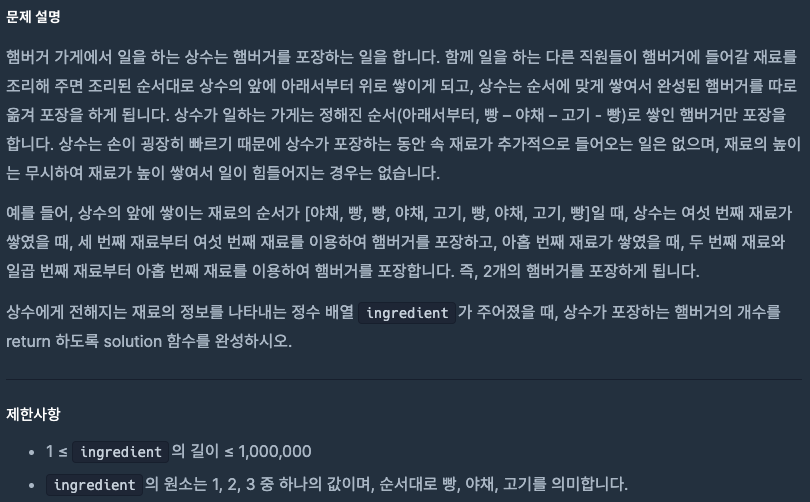 문제 설명
햄버거 가게에서 일을 하는 상수는 햄버거를 포장하는 일을 합니다. 함께 일을 하는 다른 직원들이 햄버거에 들어갈 재료를
조리해 주면 조리된 순서대로 상수의 앞에 아래서부터 위로 쌓이게 되고, 상수는 순서에 맞게 쌓여서 완성된 햄버거를 따로
옮겨 포장을 하게 됩니다. 상수가 일하는 가게는 정해진 순서(아래서부터, 빵 – 야채 – 고기 - 빵)로 쌓인 햄버거만 포장을
합니다. 상수는 손이 굉장히 빠르기 때문에 상수가 포장하는 동안 속 재료가 추가적으로 들어오는 일은 없으며, 재료의 높이
는 무시하여 재료가 높이 쌓여서 일이 힘들어지는 경우는 없습니다.
예를 들어, 상수의 앞에 쌓이는 재료의 순서가 [야채, 빵, 빵, 야채, 고기, 빵, 야채, 고기, 빵]일 때, 상수는 여섯 번째 재료가
쌓였을 때, 세 번째 재료부터 여섯 번째 재료를 이용하여 햄버거를 포장하고, 아홉 번째 재료가 쌓였을 때, 두 번째 재료와
일곱 번째 재료부터 아홉 번째 재료를 이용하여 햄버거를 포장합니다. 즉, 2개의 햄버거를 포장하게 됩니다.
상수에게 전해지는 재료의 정보를 나타내는 정수 배열 ingredient 가 주어졌을 때, 상수가 포장하는 햄버거의 개수를
return 하도록 solution 함수를 완성하시오.
제한사항
• 1 ≤ ingredient 의 길이 ≤ 1,000,000
• ingredient 의 원소는 1, 2, 3 중 하나의 값이며, 순서대로 빵, 야채, 고기를 의미합니다.